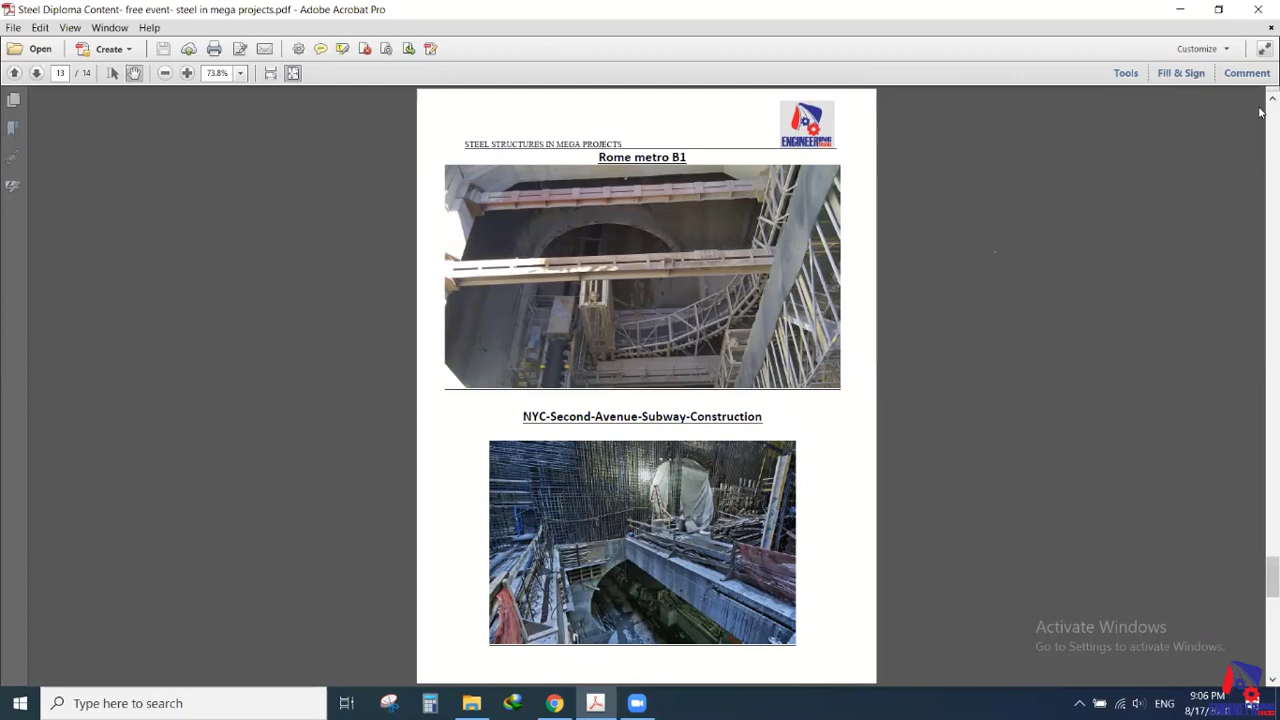 Steel Diploma Content- free event- steel in mega projects.pdf - Adobe Acrobat Pro
File Edit View Window Help
Open Create Customize
13 / 14 73.8% Tools Fill & Sign Comment
STEEL STRUCTURES IN MEGA PROJECTS
ENGINEERING
Rome metro B1
NYC-Second-Avenue-Subway-Construction
Activate Windows
Go to Settings to activate Windows.
Type here to search
ENG
9:06 PM
ENGINEERING